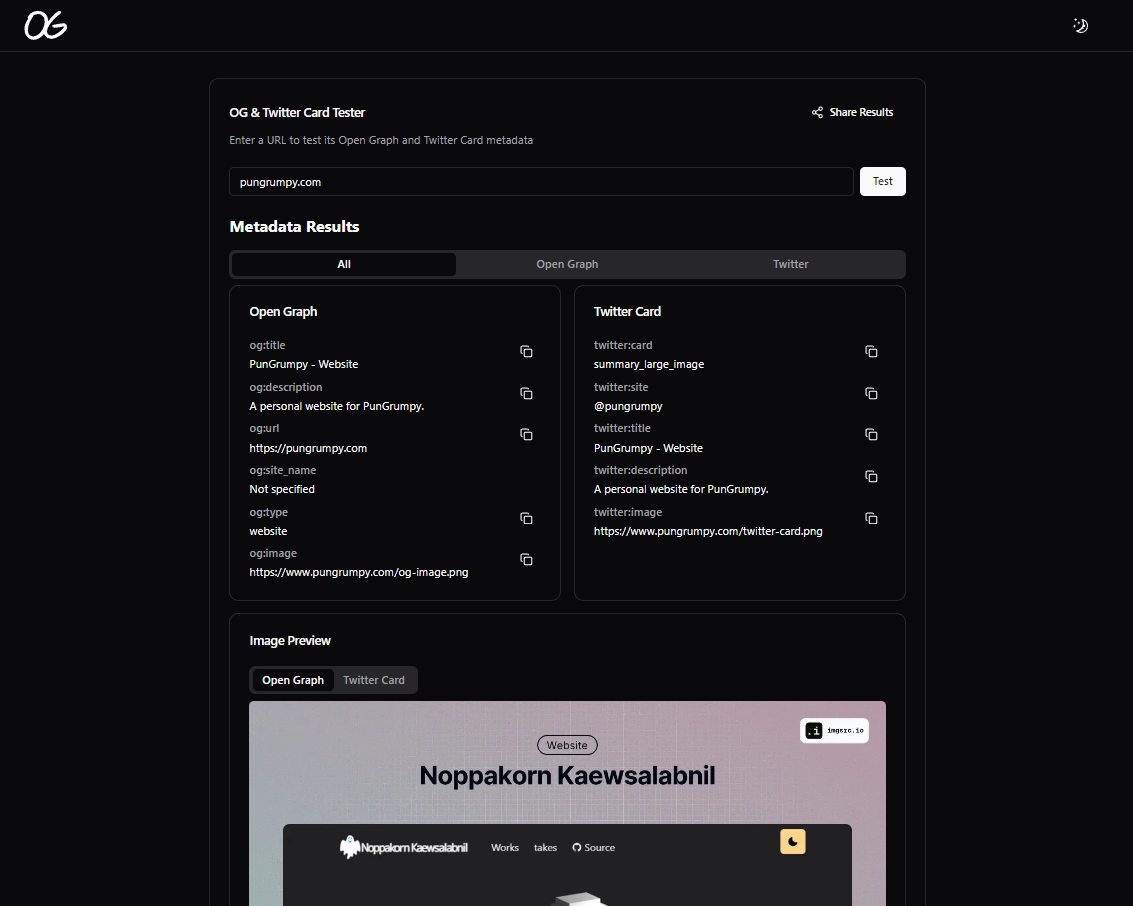 OG
OG & Twitter Card Tester
Share Results
Enter a URL to test its Open Graph and Twitter Card metadata
pungrumpy.com
Test
Metadata Results
All
Open Graph
Twitter
Open Graph
og:title
PunGrumpy - Website
og:description
A personal website for PunGrumpy.
og:url
https://pungrumpy.com
og:site_name
Not specified
og:type
website
og:image
https://www.pungrumpy.com/og-image.png
Twitter Card
twitter:card
summary_large_image
twitter:site
@pungrumpy
twitter:title
PunGrumpy - Website
twitter:description
A personal website for PunGrumpy.
twitter:image
https://www.pungrumpy.com/twitter-card.png
Image Preview
Open Graph
Twitter Card
.i imgsrc.io
Website
Noppakorn Kaewsalabnil
Noppakorn Kaewsalabnil
Works
takes
Source